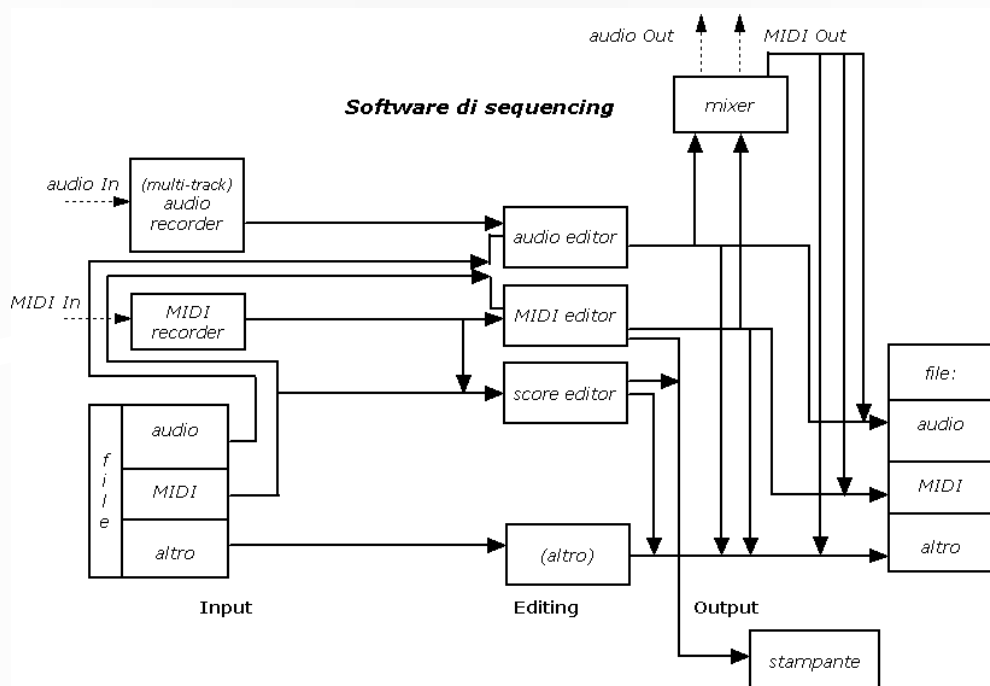 audio Out
MIDI Out
mixer
Software di sequencing
audio In
(multi-track)
audio
recorder
audio editor
MIDI In
MIDI
recorder
MIDI editor
score editor
file:
audio
MIDI
altro
file
audio
MIDI
altro
(altro)
Input
Editing
Output
stampante